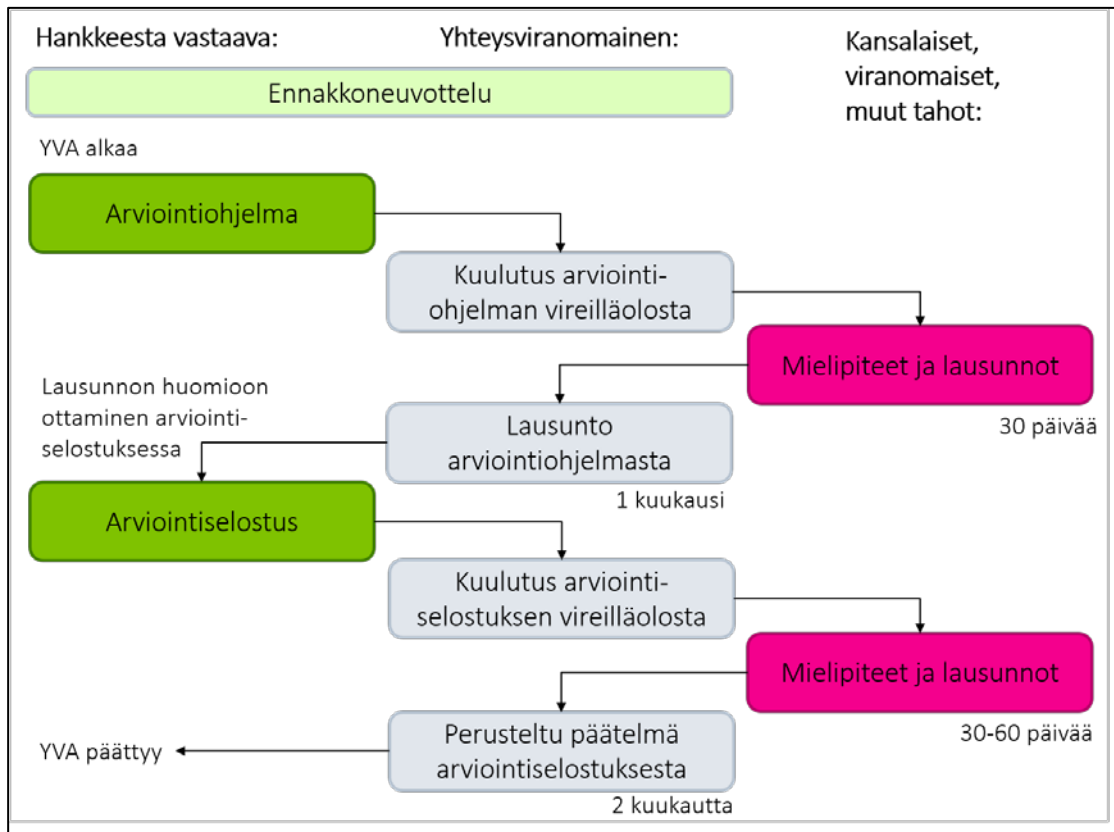 Hankkeesta vastaava:
Yhteysviranomainen:
Kansalaiset,
viranomaiset,
muut tahot:
Ennakkoneuvottelu
YVA alkaa
Arviointiohjelma
Kuulutus arviointi-
ohjelman vireilläolosta
Mielipiteet ja lausunnot
30 päivää
Lausunnon huomioon
ottaminen arviointi-
selostuksessa
Lausunto
arviointiohjelmasta
1 kuukausi
Arviointiselostus
Kuulutus arviointi-
selostuksen vireilläolosta
Mielipiteet ja lausunnot
30-60 päivää
Perusteltu päätelmä
arviointiselostuksesta
2 kuukautta
YVA päättyy